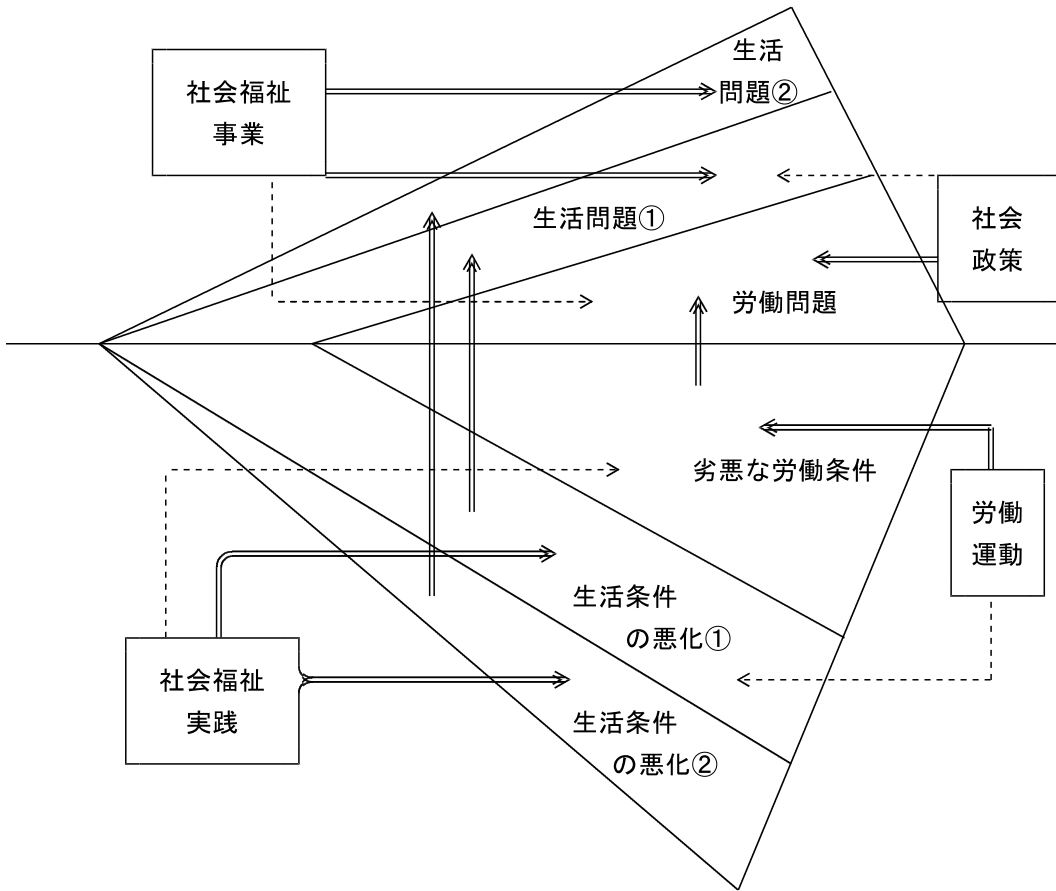 生活
問題②
社会福祉
事業
生活問題①
社会
政策
労働問題
劣悪な労働条件
労働
運動
生活条件
の悪化①
社会福祉
実践
生活条件
の悪化②